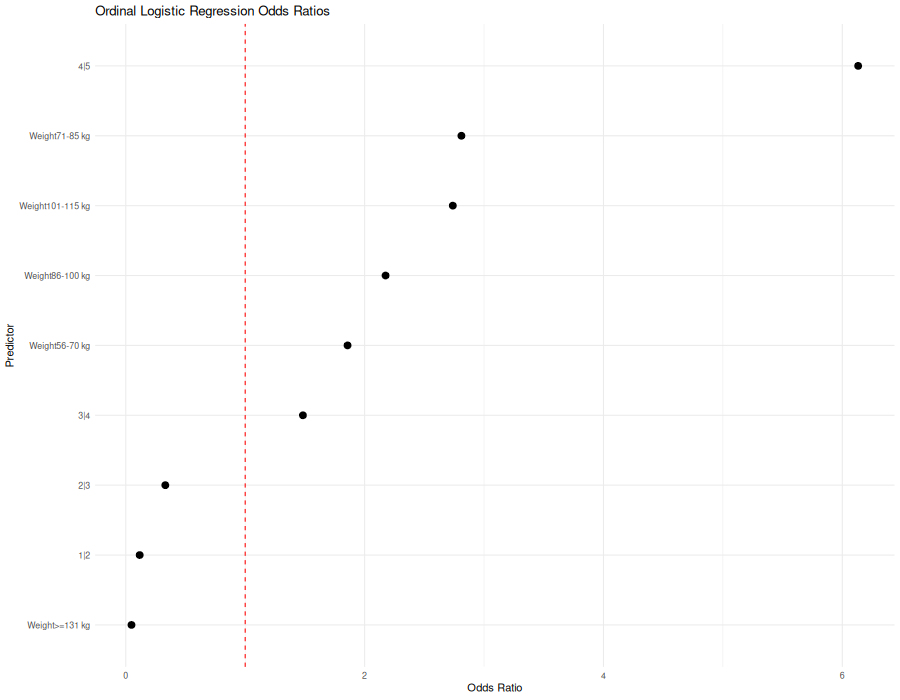 Ordinal Logistic Regression Odds Ratios
Predictor
4|5
Weight71-85 kg
Weight101-115 kg
Weight86-100 kg
Weight56-70 kg
3|4
2|3
1|2
Weight>=131 kg
0 2 4 6
Odds Ratio